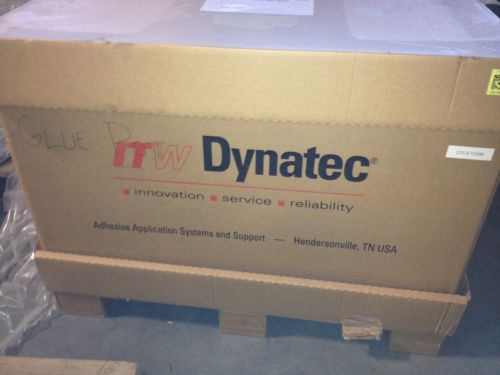 GLUE
ITW Dynatec®
innovation ▪ service ▪ reliability
Adhesive Application Systems and Support — Hendersonville, TN USA